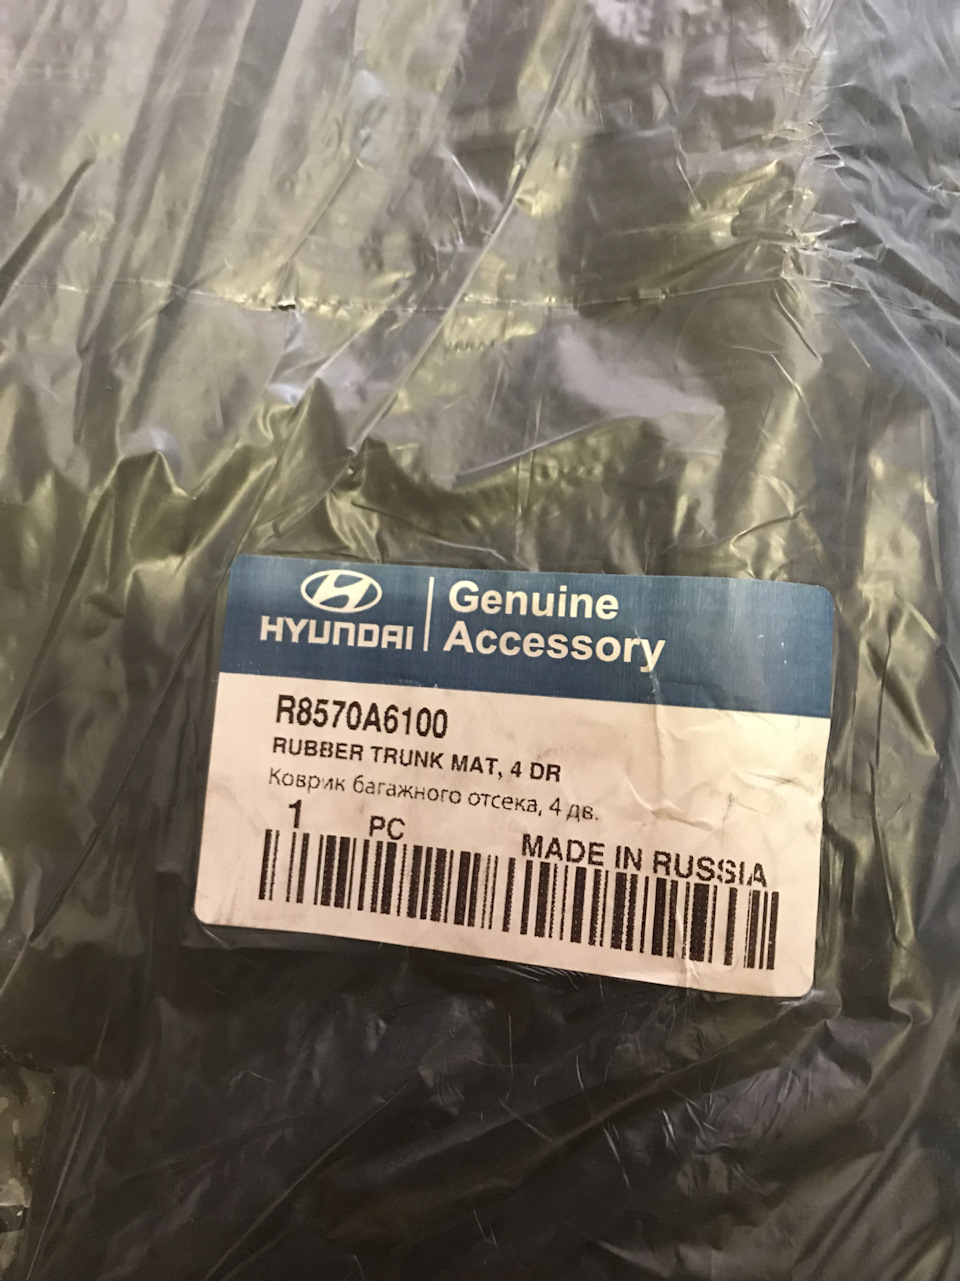 HYUNDAI
Genuine
Accessory
R8570A6100
RUBBER TRUNK MAT, 4 DR
Коврик багажного отсека, 4 дв.
1 PC
MADE IN RUSSIA